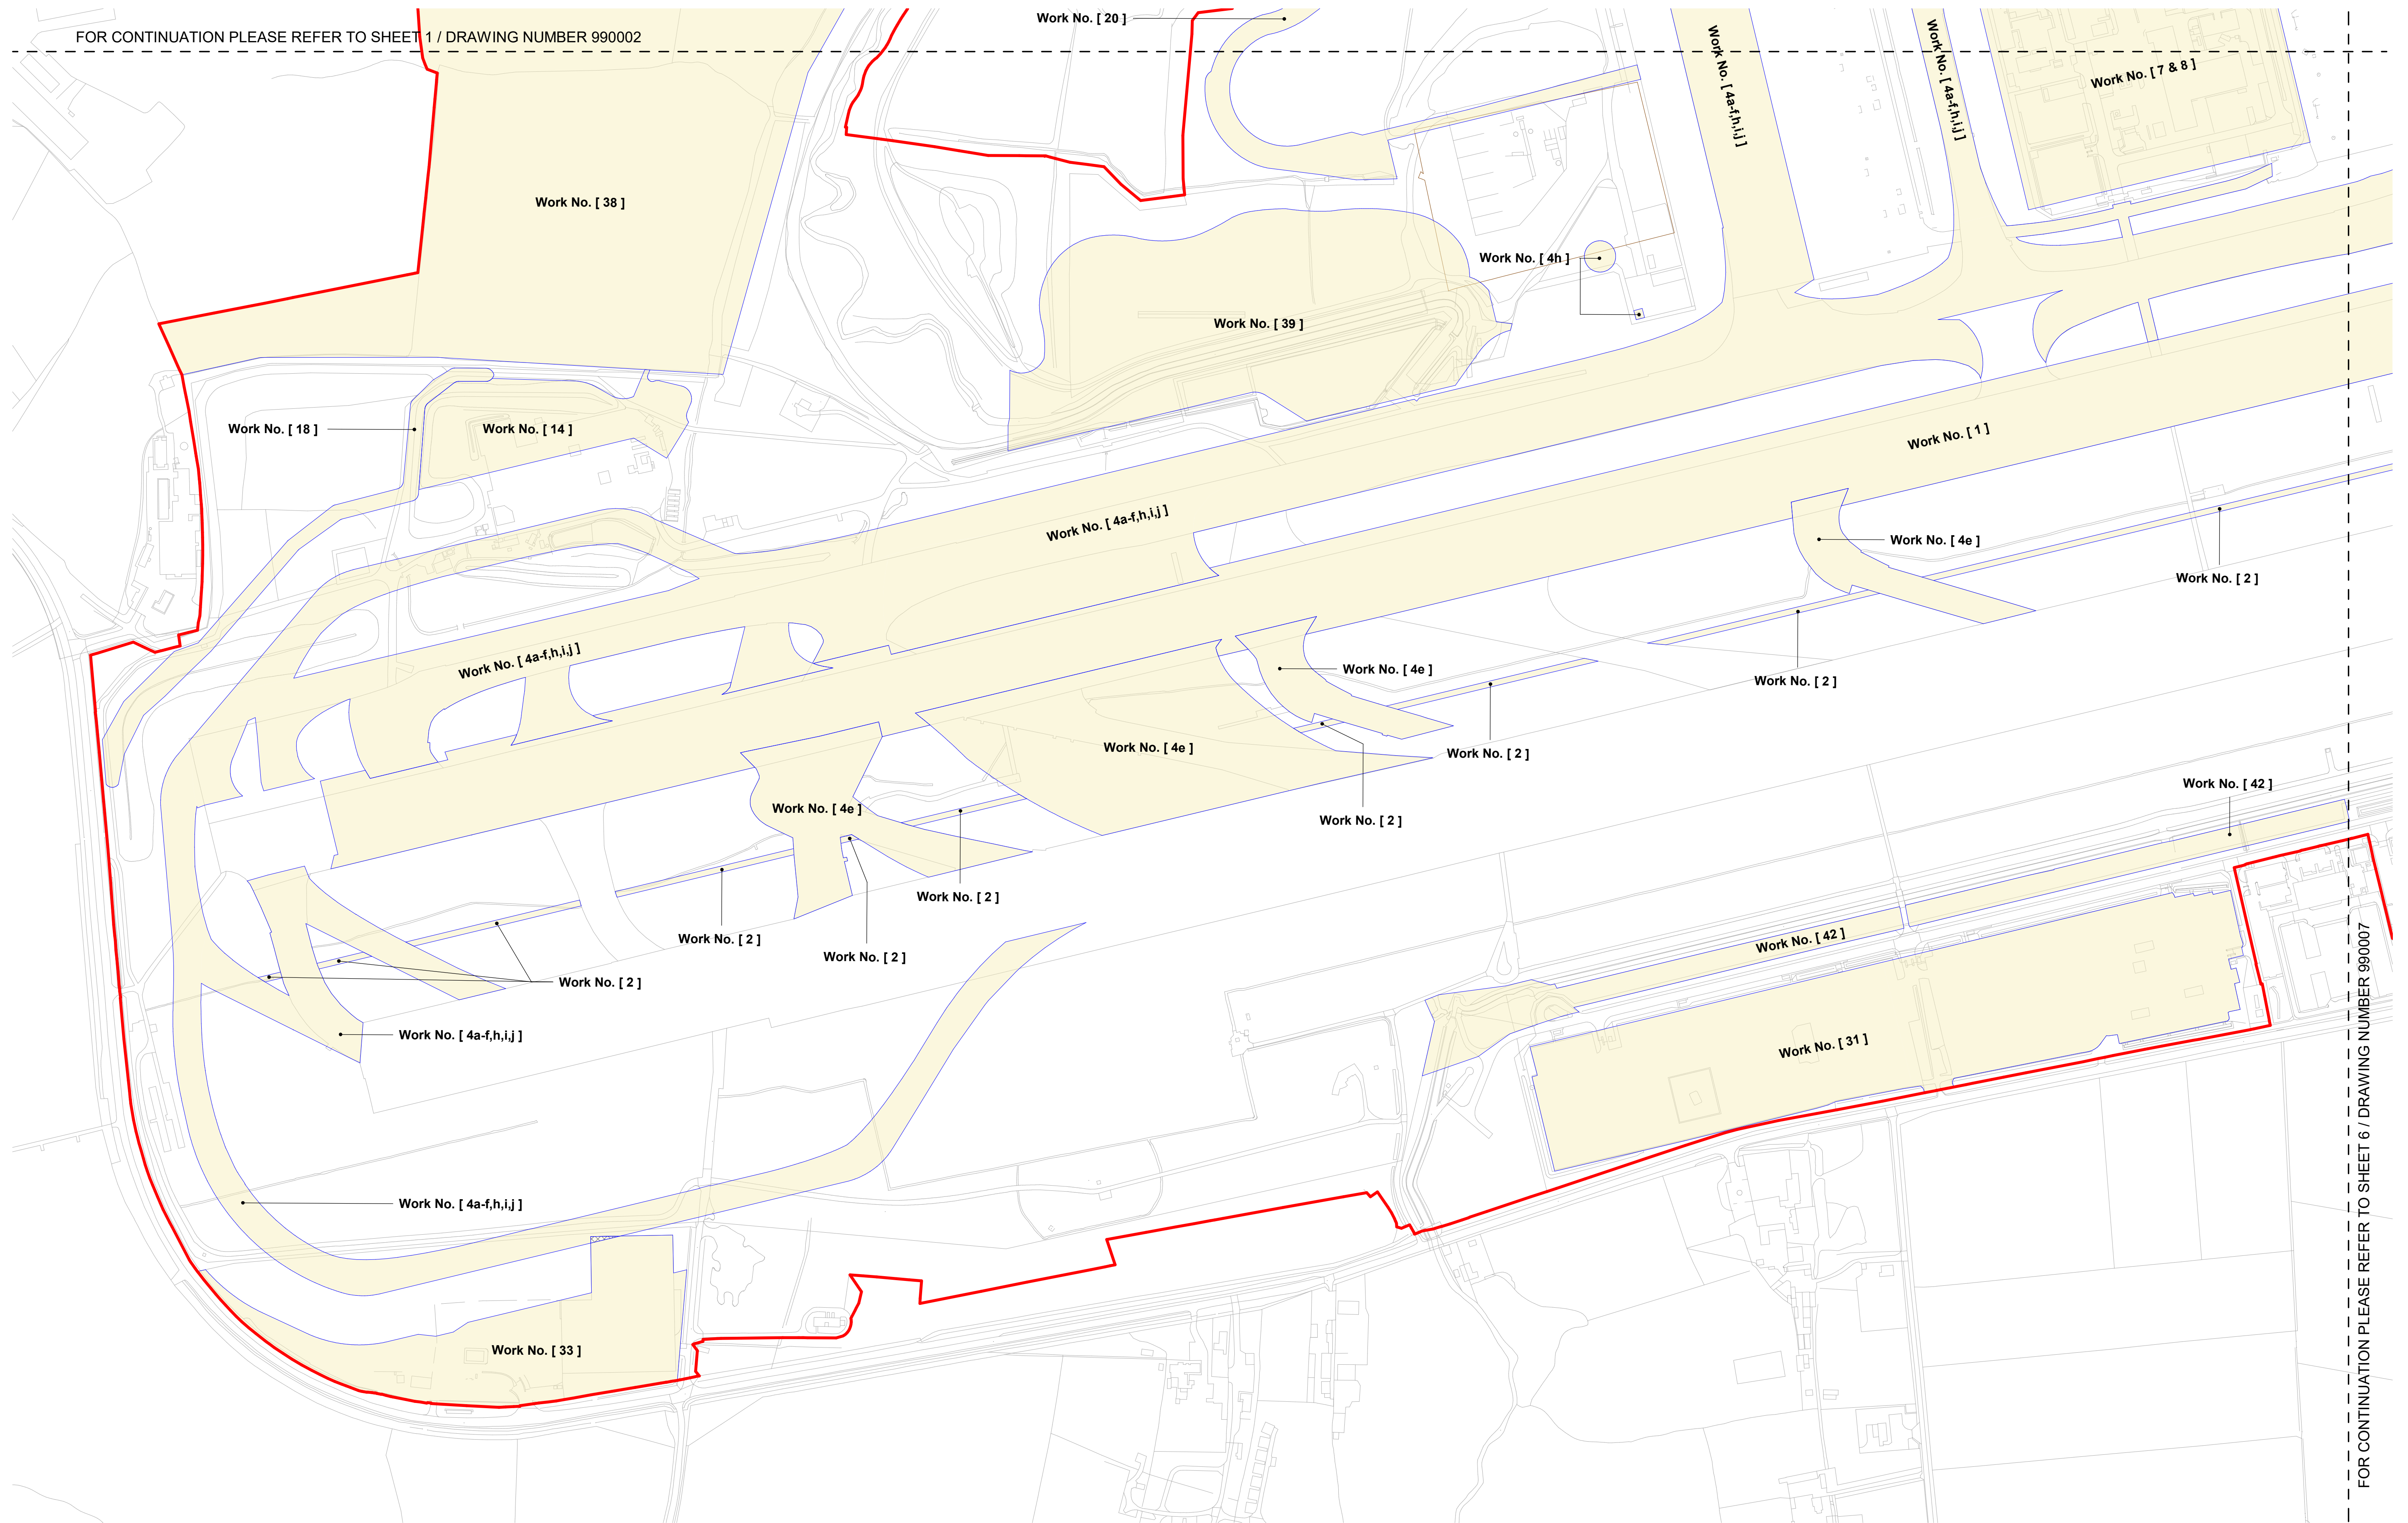 Work No. [ 20 ]
FOR CONTINUATION PLEASE REFER TO SHEET 1 / DRAWING NUMBER 990002
Work No. [ 4a-f,h,i,j ]
Work No. [ 4a-f,h,i,j ]
Work No. [ 7 & 8 ]
Work No. [ 38 ]
Work No. [ 4h ]
Work No. [ 39 ]
Work No. [ 18 ]
Work No. [ 14 ]
Work No. [ 1 ]
Work No. [ 4a-f,h,i,j ]
Work No. [ 4e ]
Work No. [ 2 ]
Work No. [ 4a-f,h,i,j ]
Work No. [ 4e ]
Work No. [ 2 ]
Work No. [ 4e ]
Work No. [ 2 ]
Work No. [ 42 ]
Work No. [ 4e ]
Work No. [ 2 ]
Work No. [ 2 ]
Work No. [ 2 ]
Work No. [ 42 ]
Work No. [ 2 ]
Work No. [ 2 ]
Work No. [ 4a-f,h,i,j ]
Work No. [ 31 ]
Work No. [ 4a-f,h,i,j ]
FOR CONTINUATION PLEASE REFER TO SHEET 6 / DRAWING NUMBER 990007
Work No. [ 33 ]